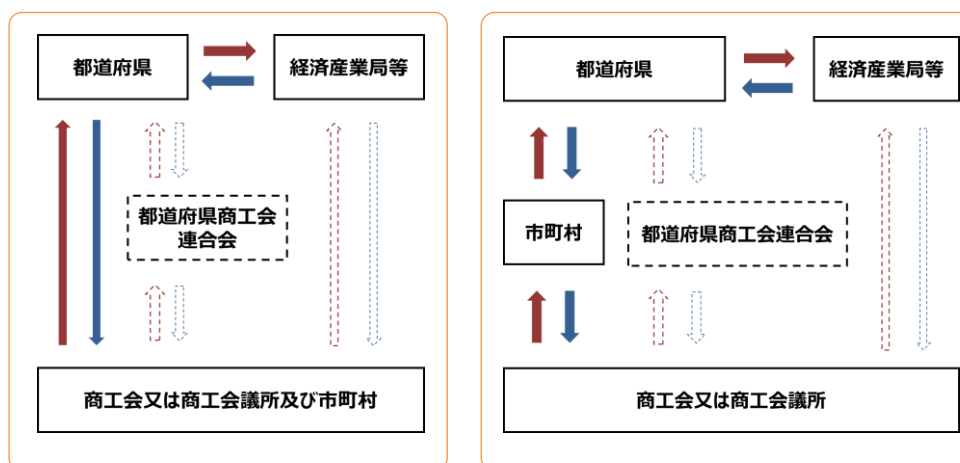 都道府県
経済産業局等
都道府県商工会
連合会
商工会又は商工会議所及び市町村
都道府県
経済産業局等
市町村
都道府県商工会連合会
商工会又は商工会議所